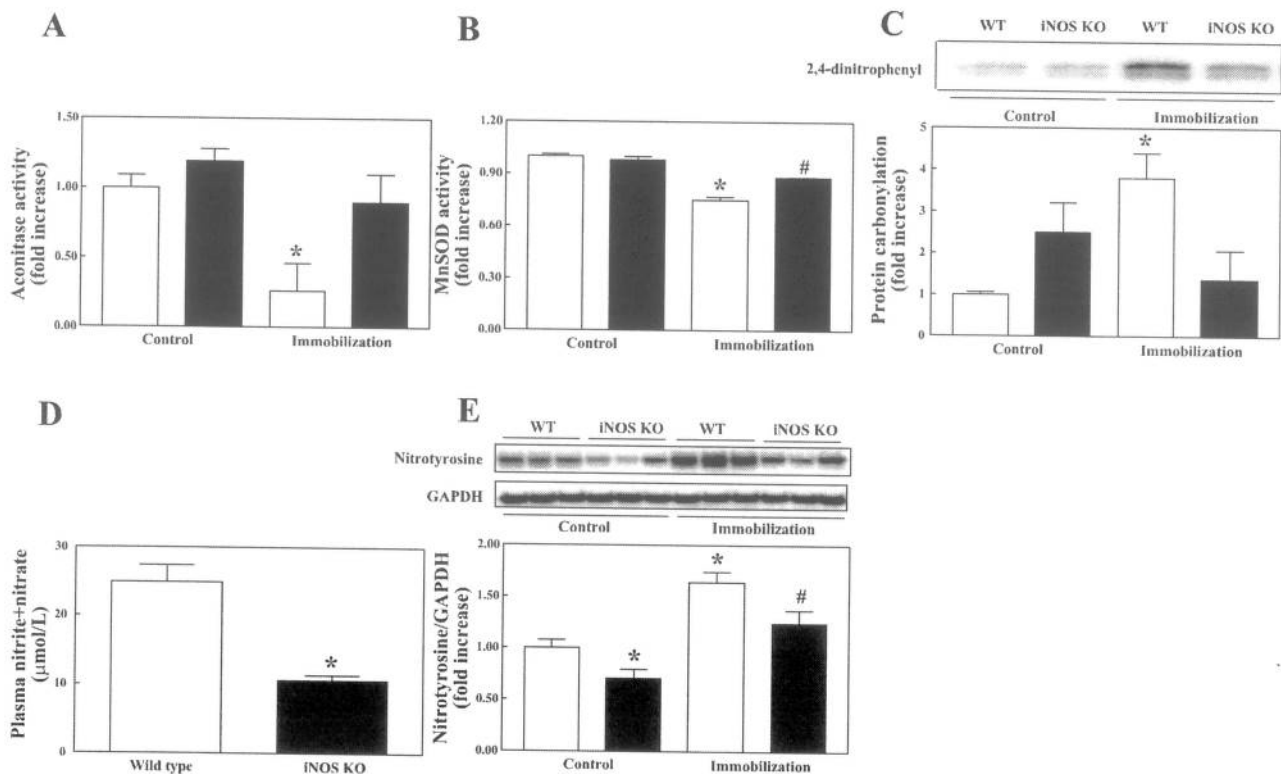 A
Aconitase activity
(fold increase)
1.50
1.00
0.50
0.00
*
Control
Immobilization
B
MnSOD activity
(fold increase)
1.20
0.90
0.60
0.30
0.00
*
#
Control
Immobilization
C
WT iNOS KO WT iNOS KO
2,4-dinitrophenyl
Control Immobilization
Protein carbonylation
(fold increase)
5
4
3
2
1
0
*
Control
Immobilization
D
Plasma nitrite+nitrate
(μmol/L)
30
20
10
0
*
Wild type
iNOS KO
E
WT iNOS KO WT iNOS KO
Nitrotyrosine
GAPDH
Control Immobilization
Nitrotyrosine/GAPDH
(fold increase)
2.00
1.50
1.00
0.50
0.00
*
*
#
Control
Immobilization